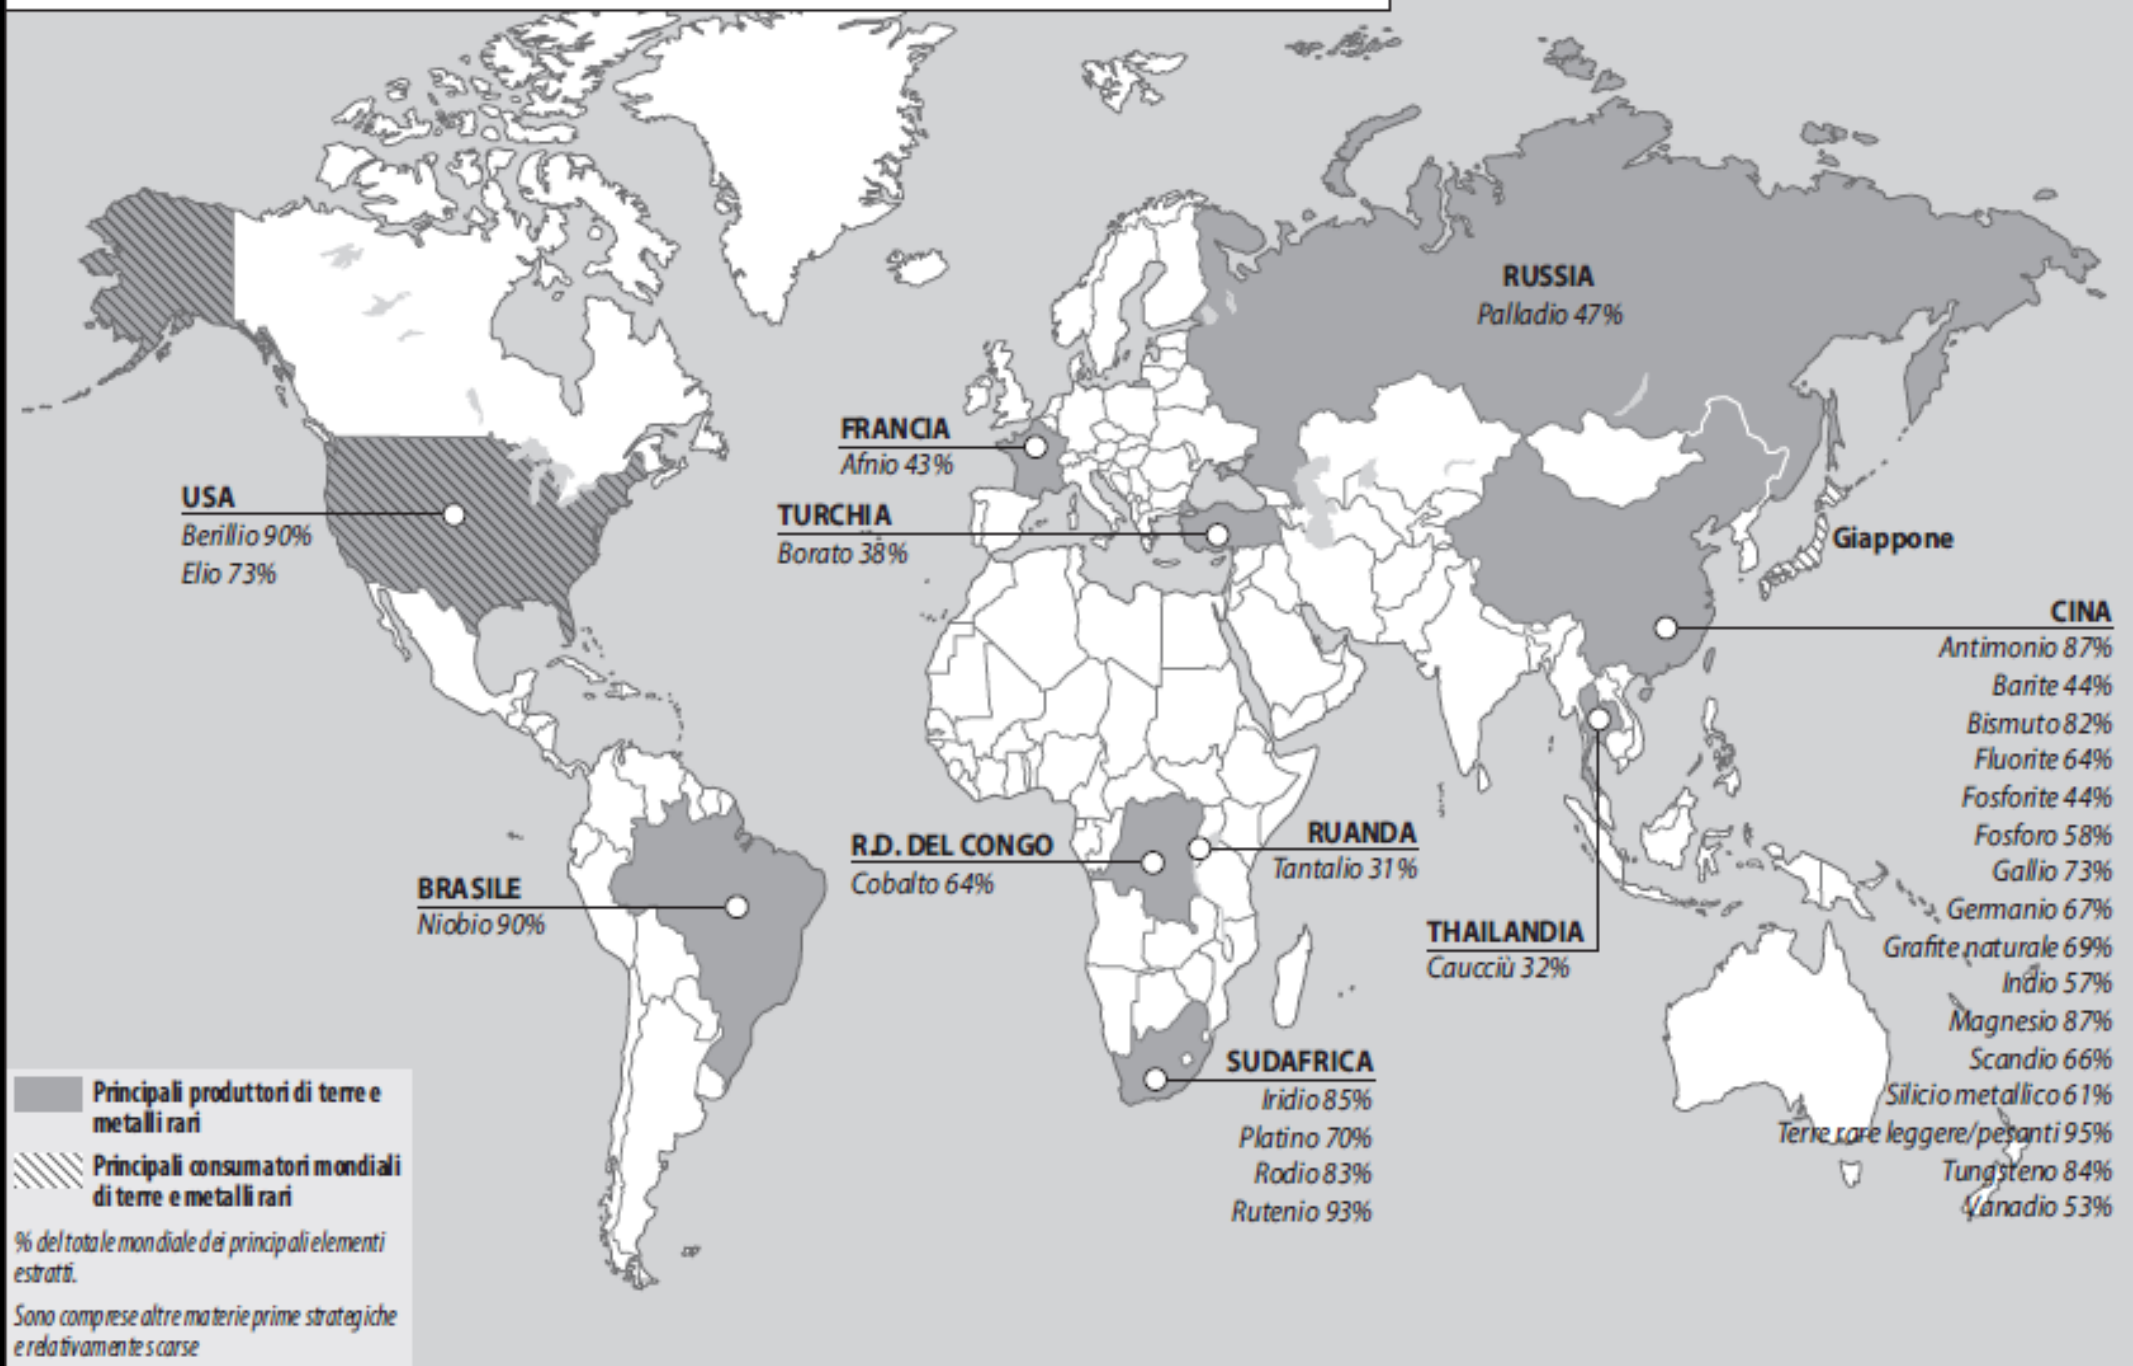 RUSSIA
Palladio 47%
FRANCIA
Afnio 43%
USA
Berillio 90%
Elio 73%
TURCHIA
Borato 38%
Giappone
CINA
Antimonio 87%
Barite 44%
Bismuto 82%
Fluorite 64%
Fosforite 44%
Fosforo 58%
Gallio 73%
Germanio 67%
Grafite naturale 69%
Indio 57%
Magnesio 87%
Scandio 66%
Silicio metallico 61%
Terre rare leggere/pesanti 95%
Tungsteno 84%
Vanadio 53%
R.D. DEL CONGO
Cobalto 64%
RUANDA
Tantalio 31%
BRASILE
Niobio 90%
THAILANDIA
Caucciù 32%
SUDAFRICA
Iridio 85%
Platino 70%
Rodio 83%
Rutenio 93%
Principali produttori di terre e
metalli rari
Principali consumatori mondiali
di terre e metalli rari
% del totale mondiale dei principali elementi
estratti.
Sono comprese altre materie prime strategiche
e relativamente scarse